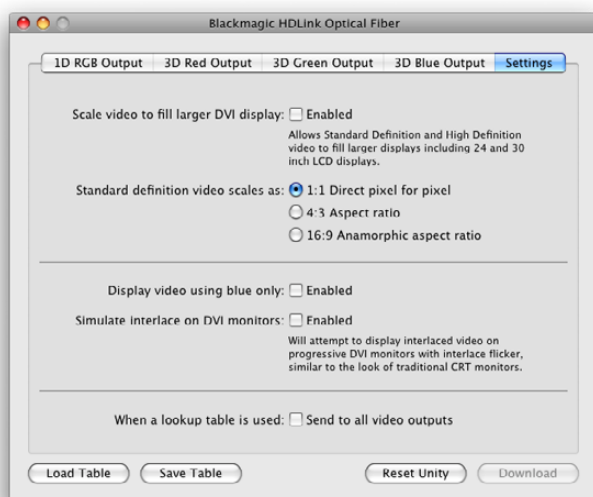 Blackmagic HDLink Optical Fiber
1D RGB Output 3D Red Output 3D Green Output 3D Blue Output Settings
Scale video to fill larger DVI display: Enabled
Allows Standard Definition and High Definition
video to fill larger displays including 24 and 30
inch LCD displays.
Standard definition video scales as: 1:1 Direct pixel for pixel
4:3 Aspect ratio
16:9 Anamorphic aspect ratio
Display video using blue only: Enabled
Simulate interlace on DVI monitors: Enabled
Will attempt to display interlaced video on
progressive DVI monitors with interlace flicker,
similar to the look of traditional CRT monitors.
When a lookup table is used: Send to all video outputs
Load Table Save Table Reset Unity Download